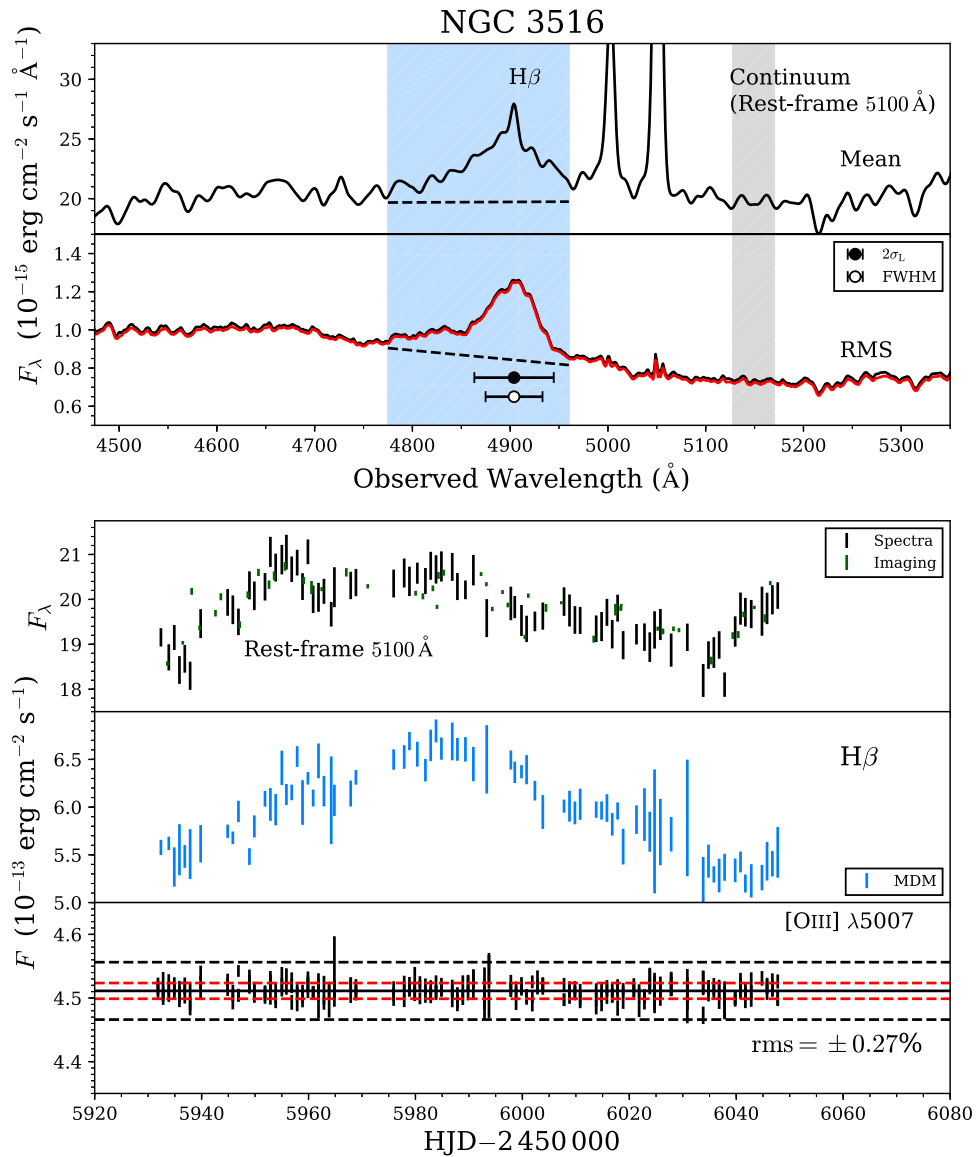 NGC 3516
F_λ (10⁻¹⁵ erg cm⁻² s⁻¹ Å⁻¹)
Hβ
Continuum
(Rest-frame 5100 Å)
Mean
30
25
20
1.4
1.2
1.0
0.8
0.6
2σ_L
FWHM
RMS
4500 4600 4700 4800 4900 5000 5100 5200 5300
Observed Wavelength (Å)
F_λ
21
20
19
18
Spectra
Imaging
Rest-frame 5100 Å
F (10⁻¹³ erg cm⁻² s⁻¹)
6.5
6.0
5.5
5.0
Hβ
MDM
4.6
4.5
4.4
[OIII] λ5007
rms = ± 0.27%
5920 5940 5960 5980 6000 6020 6040 6060 6080
HJD−2 450 000